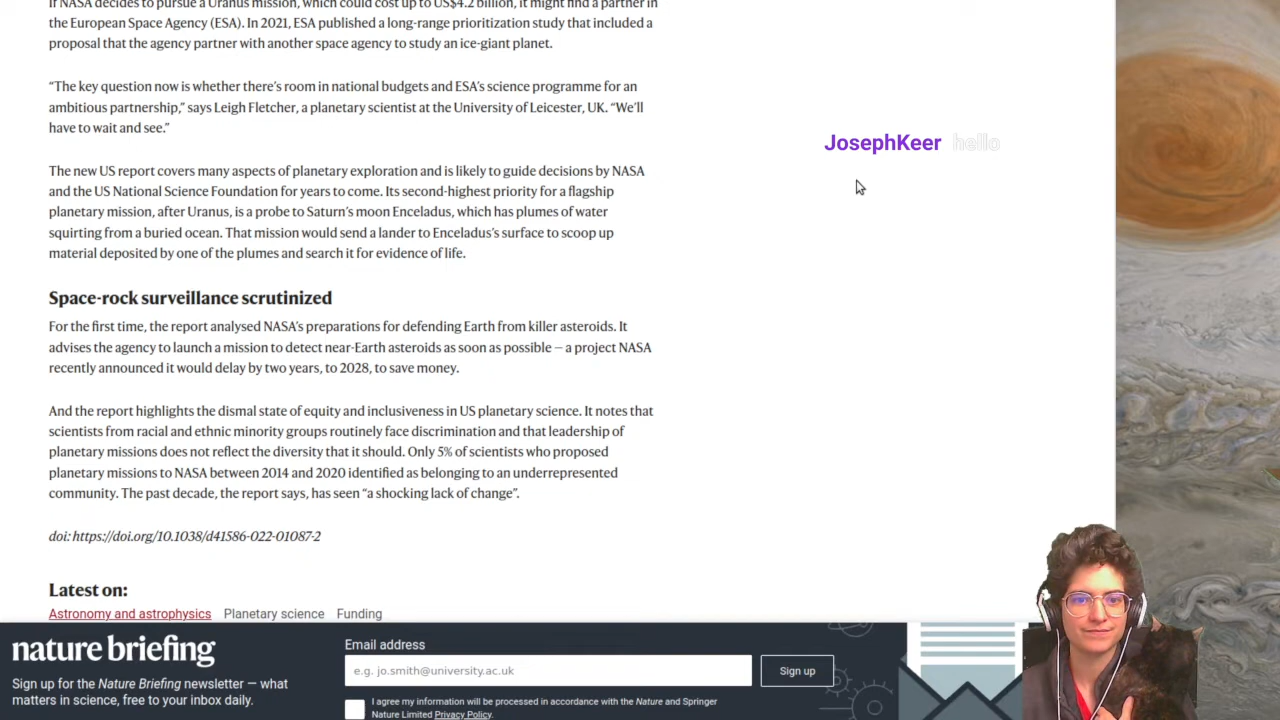 If NASA decides to pursue a Uranus mission, which could cost up to US$4.2 billion, it might find a partner in
the European Space Agency (ESA). In 2021, ESA published a long-range prioritization study that included a
proposal that the agency partner with another space agency to study an ice-giant planet.
“The key question now is whether there’s room in national budgets and ESA’s science programme for an
ambitious partnership,” says Leigh Fletcher, a planetary scientist at the University of Leicester, UK. “We’ll
have to wait and see.”
JosephKeer hello
The new US report covers many aspects of planetary exploration and is likely to guide decisions by NASA
and the US National Science Foundation for years to come. Its second-highest priority for a flagship
planetary mission, after Uranus, is a probe to Saturn’s moon Enceladus, which has plumes of water
squirting from a buried ocean. That mission would send a lander to Enceladus’s surface to scoop up
material deposited by one of the plumes and search it for evidence of life.
Space-rock surveillance scrutinized
For the first time, the report analysed NASA’s preparations for defending Earth from killer asteroids. It
advises the agency to launch a mission to detect near-Earth asteroids as soon as possible — a project NASA
recently announced it would delay by two years, to 2028, to save money.
And the report highlights the dismal state of equity and inclusiveness in US planetary science. It notes that
scientists from racial and ethnic minority groups routinely face discrimination and that leadership of
planetary missions does not reflect the diversity that it should. Only 5% of scientists who proposed
planetary missions to NASA between 2014 and 2020 identified as belonging to an underrepresented
community. The past decade, the report says, has seen “a shocking lack of change”.
doi: https://doi.org/10.1038/d41586-022-01087-2
Latest on:
Astronomy and astrophysics Planetary science Funding
nature briefing
Sign up for the Nature Briefing newsletter — what
matters in science, free to your inbox daily.
Email address
e.g. jo.smith@university.ac.uk
Sign up
I agree my information will be processed in accordance with the Nature and Springer
Nature Limited Privacy Policy.